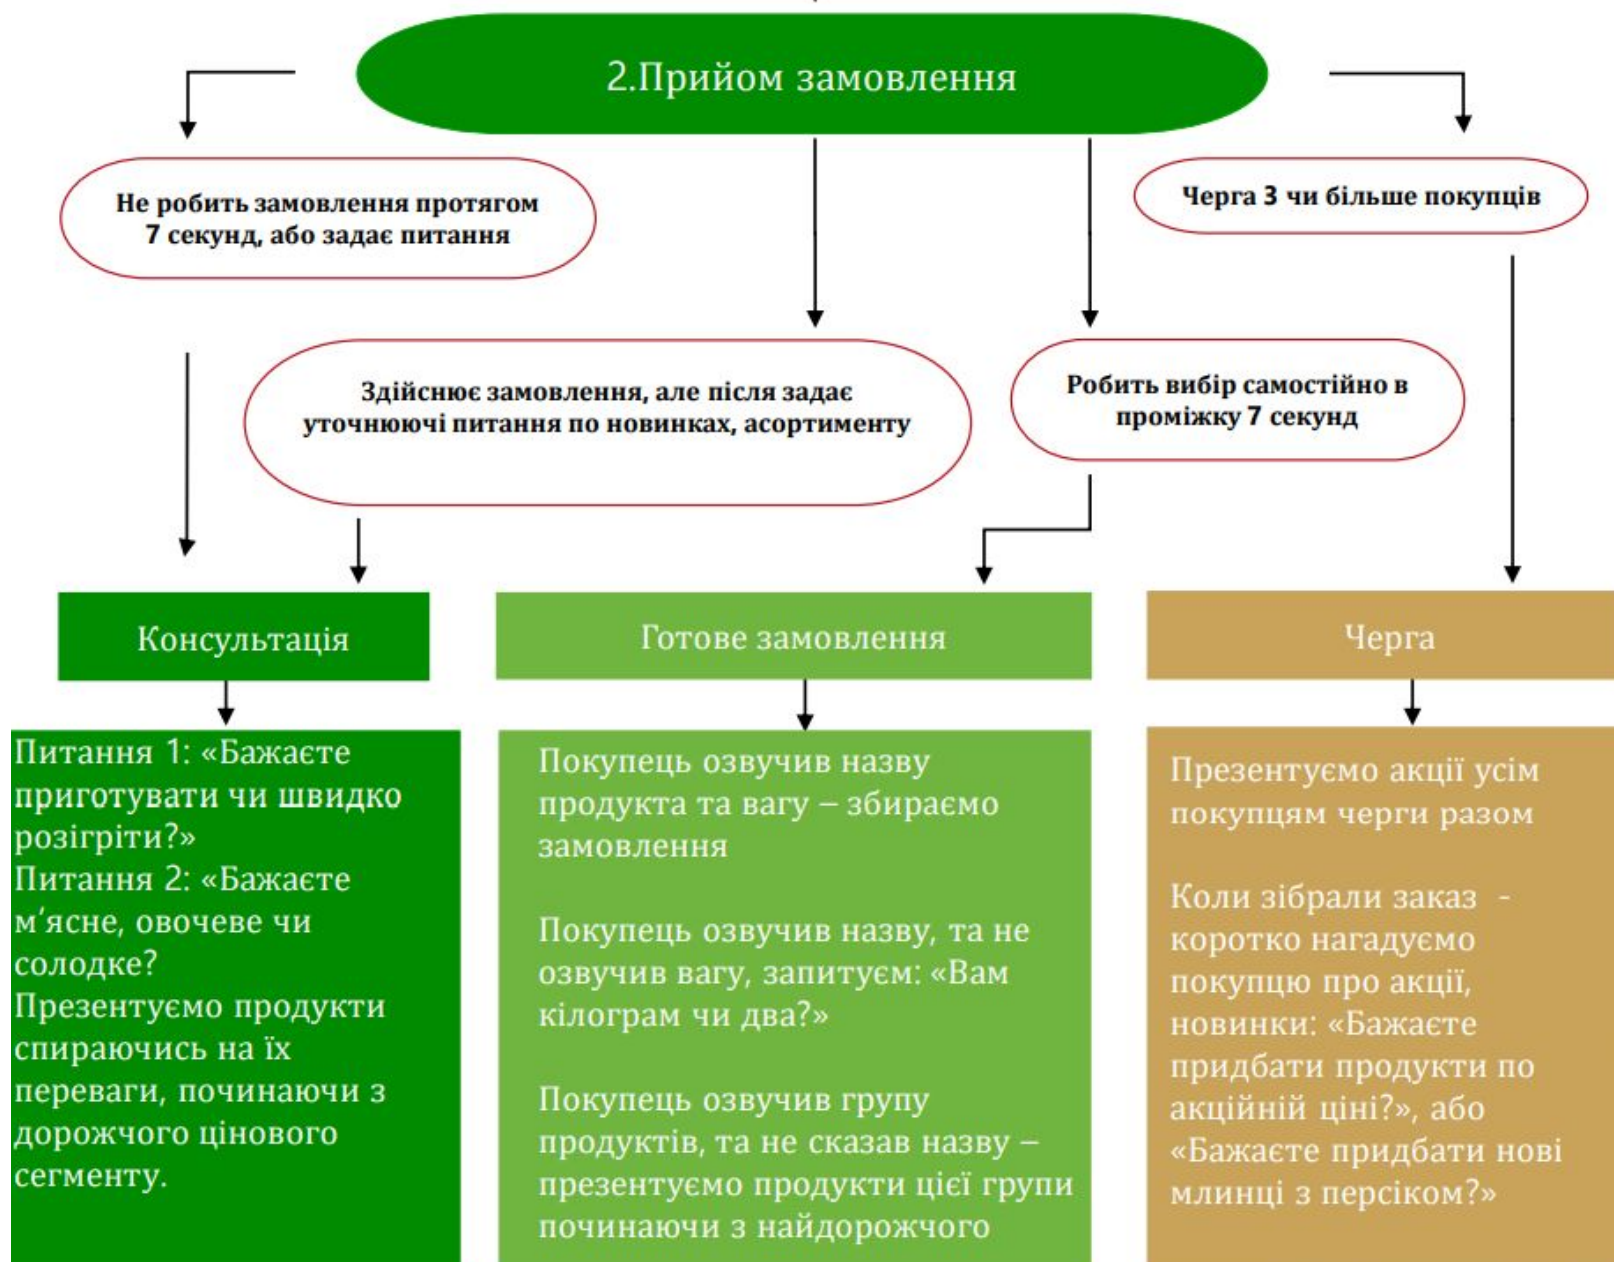 2.Прийом замовлення
Не робить замовлення протягом
7 секунд, або задає питання
Черга 3 чи більше покупців
Здійснює замовлення, але після задає
уточнюючі питання по новинках, асортименту
Робить вибір самостійно в
проміжку 7 секунд
Консультація
Готове замовлення
Черга
Питання 1: «Бажаєте
приготувати чи швидко
розігріти?»
Питання 2: «Бажаєте
м’ясне, овочеве чи
солодке?
Презентуємо продукти
спираючись на їх
переваги, починаючи з
дорожчого цінового
сегменту.
Покупець озвучив назву
продукта та вагу – збираємо
замовлення
Покупець озвучив назву, та не
озвучив вагу, запитуєм: «Вам
кілограм чи два?»
Покупець озвучив групу
продуктів, та не сказав назву –
презентуємо продукти цієї групи
починаючи з найдорожчого
Презентуємо акції усім
покупцям черги разом
Коли зібрали заказ -
коротко нагадуємо
покупцю про акції,
новинки: «Бажаєте
придбати продукти по
акційній ціні?», або
«Бажаєте придбати нові
млинці з персіком?»